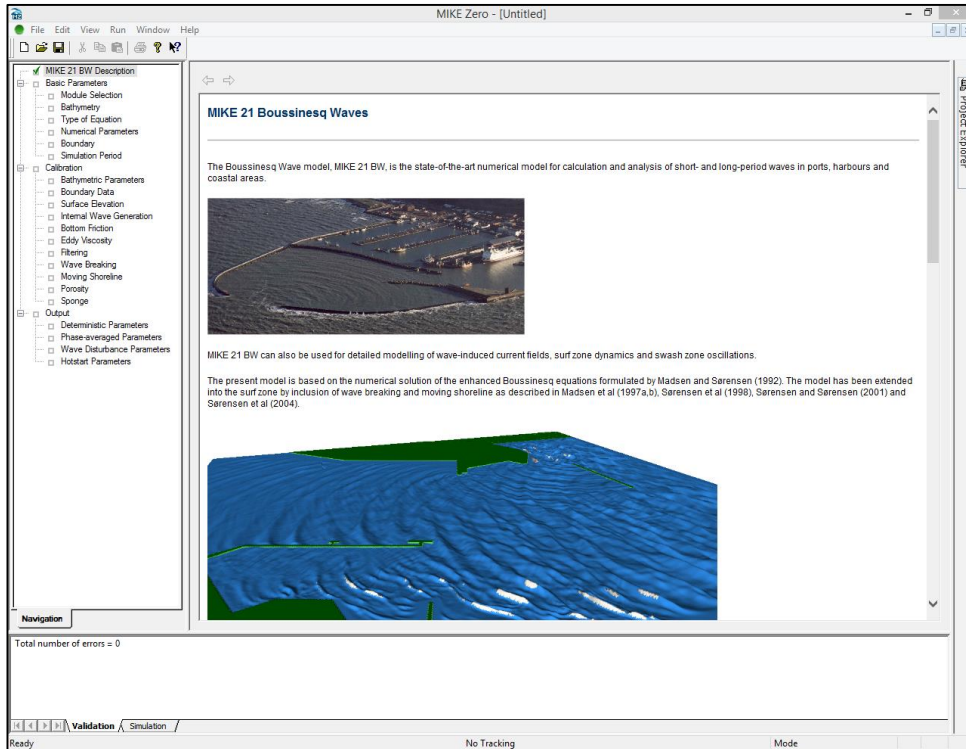 MIKE Zero - [Untitled]
File Edit View Run Window Help
MIKE 21 BW Description
Basic Parameters
Module Selection
Bathymetry
Type of Equation
Numerical Parameters
Boundary
Simulation Period
Calibration
Bathymetric Parameters
Boundary Data
Surface Elevation
Internal Wave Generation
Bottom Friction
Eddy Viscosity
Filtering
Wave Breaking
Moving Shoreline
Porosity
Sponge
Output
Deterministic Parameters
Phase-averaged Parameters
Wave Disturbance Parameters
Hotstart Parameters
Navigation
MIKE 21 Boussinesq Waves
The Boussinesq Wave model, MIKE 21 BW, is the state-of-the-art numerical model for calculation and analysis of short- and long-period waves in ports, harbours and
coastal areas.
MIKE 21 BW can also be used for detailed modelling of wave-induced current fields, surf zone dynamics and swash zone oscillations.
The present model is based on the numerical solution of the enhanced Boussinesq equations formulated by Madsen and Sørensen (1992). The model has been extended
into the surf zone by inclusion of wave breaking and moving shoreline as described in Madsen et al (1997a,b), Sørensen et al (1998), Sørensen and Sørensen (2001) and
Sørensen et al (2004).
Project Explorer
Total number of errors = 0
Validation Simulation
Ready No Tracking Mode